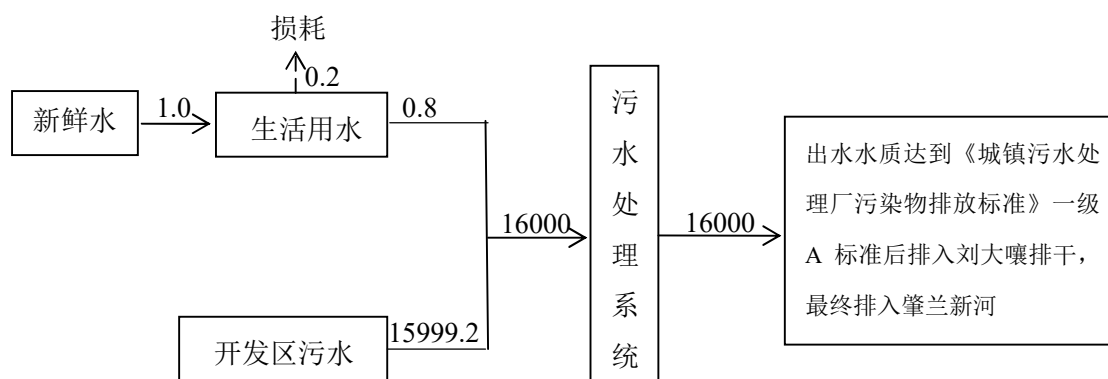 损耗
0.2
新鲜水
1.0
生活用水
0.8
开发区污水
15999.2
16000
污水处理系统
16000
出水水质达到《城镇污水处
理厂污染物排放标准》一级
A 标准后排入刘大嚷排干，
最终排入肇兰新河